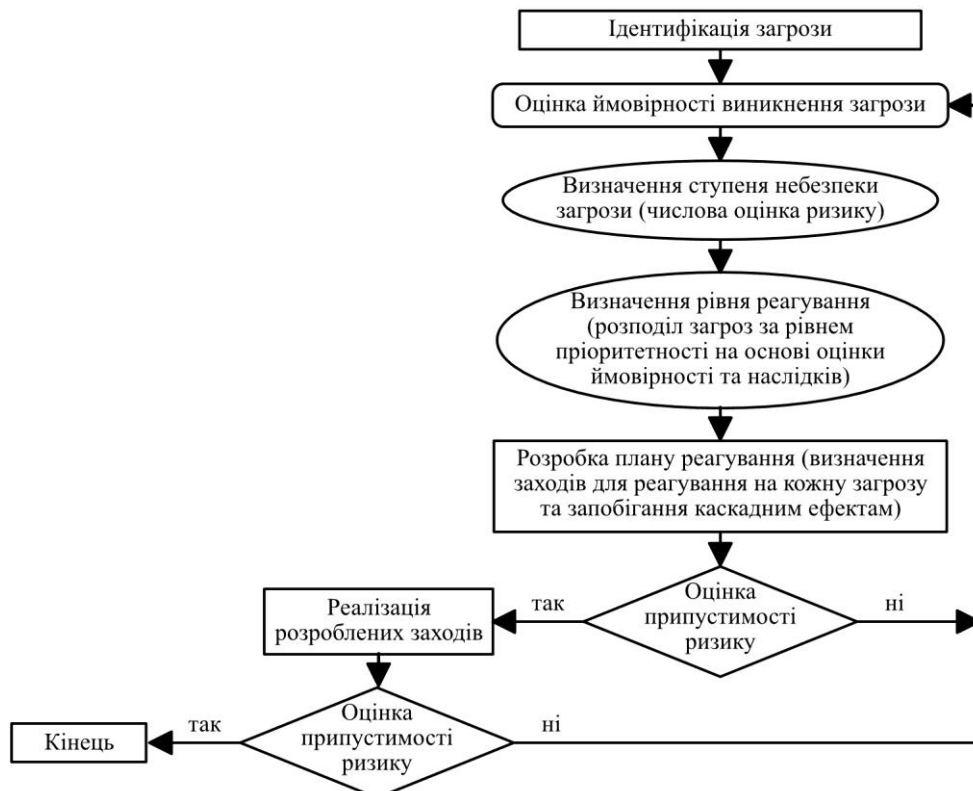 Ідентифікація загрози
Оцінка ймовірності виникнення загрози
Визначення ступеня небезпеки
загрози (числова оцінка ризику)
Визначення рівня реагування
(розподіл загроз за рівнем
пріоритетності на основі оцінки
ймовірності та наслідків)
Розробка плану реагування (визначення
заходів для реагування на кожну загрозу
та запобігання каскадним ефектам)
Оцінка
припустимості
ризику
так
ні
Реалізація
розроблених заходів
Оцінка
припустимості
ризику
так
ні
Кінець